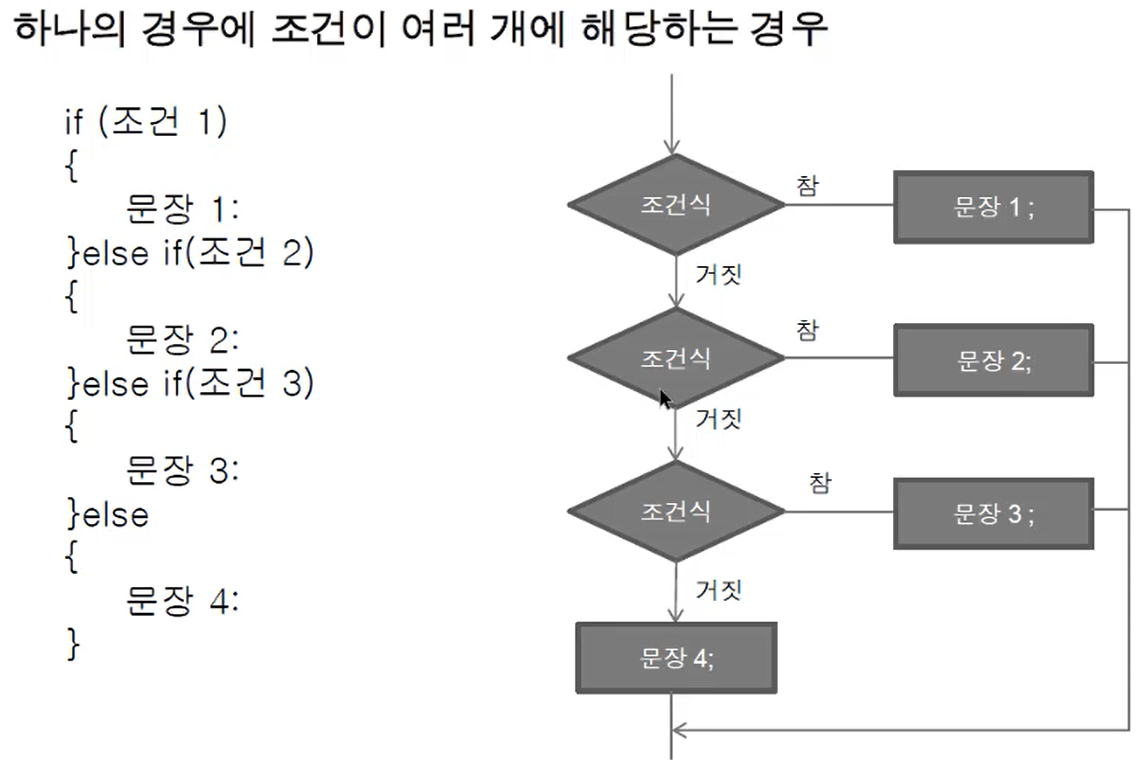 하나의 경우에 조건이 여러 개에 해당하는 경우
if (조건 1)
{
문장 1:
}else if(조건 2)
{
문장 2:
}else if(조건 3)
{
문장 3:
}else
{
문장 4:
}
조건식
참
문장 1 ;
거짓
조건식
참
문장 2;
거짓
조건식
참
문장 3 ;
거짓
문장 4;